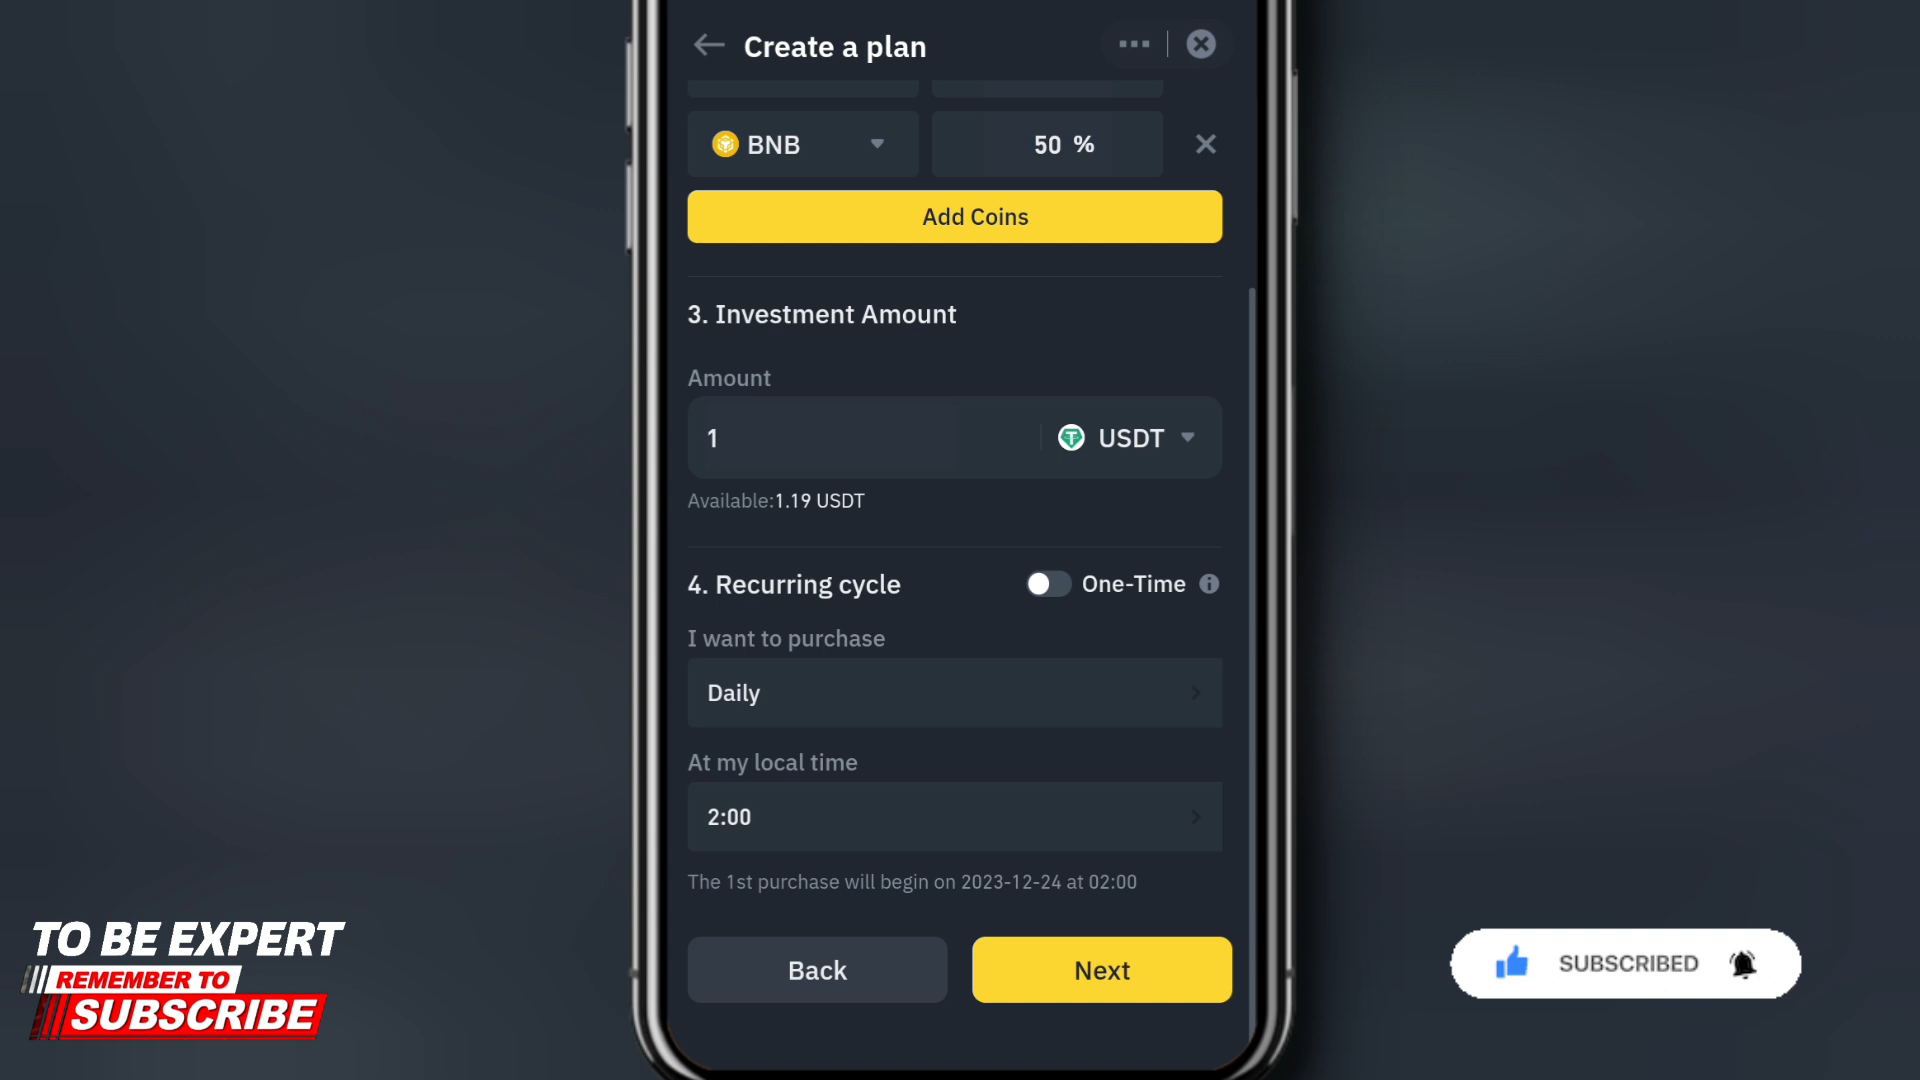 Create a plan
BNB
50 %
Add Coins
3. Investment Amount
Amount
1
USDT
Available:1.19 USDT
4. Recurring cycle
One-Time
I want to purchase
Daily
At my local time
2:00
The 1st purchase will begin on 2023-12-24 at 02:00
Back
Next
TO BE EXPERT
REMEMBER TO
SUBSCRIBE
SUBSCRIBED